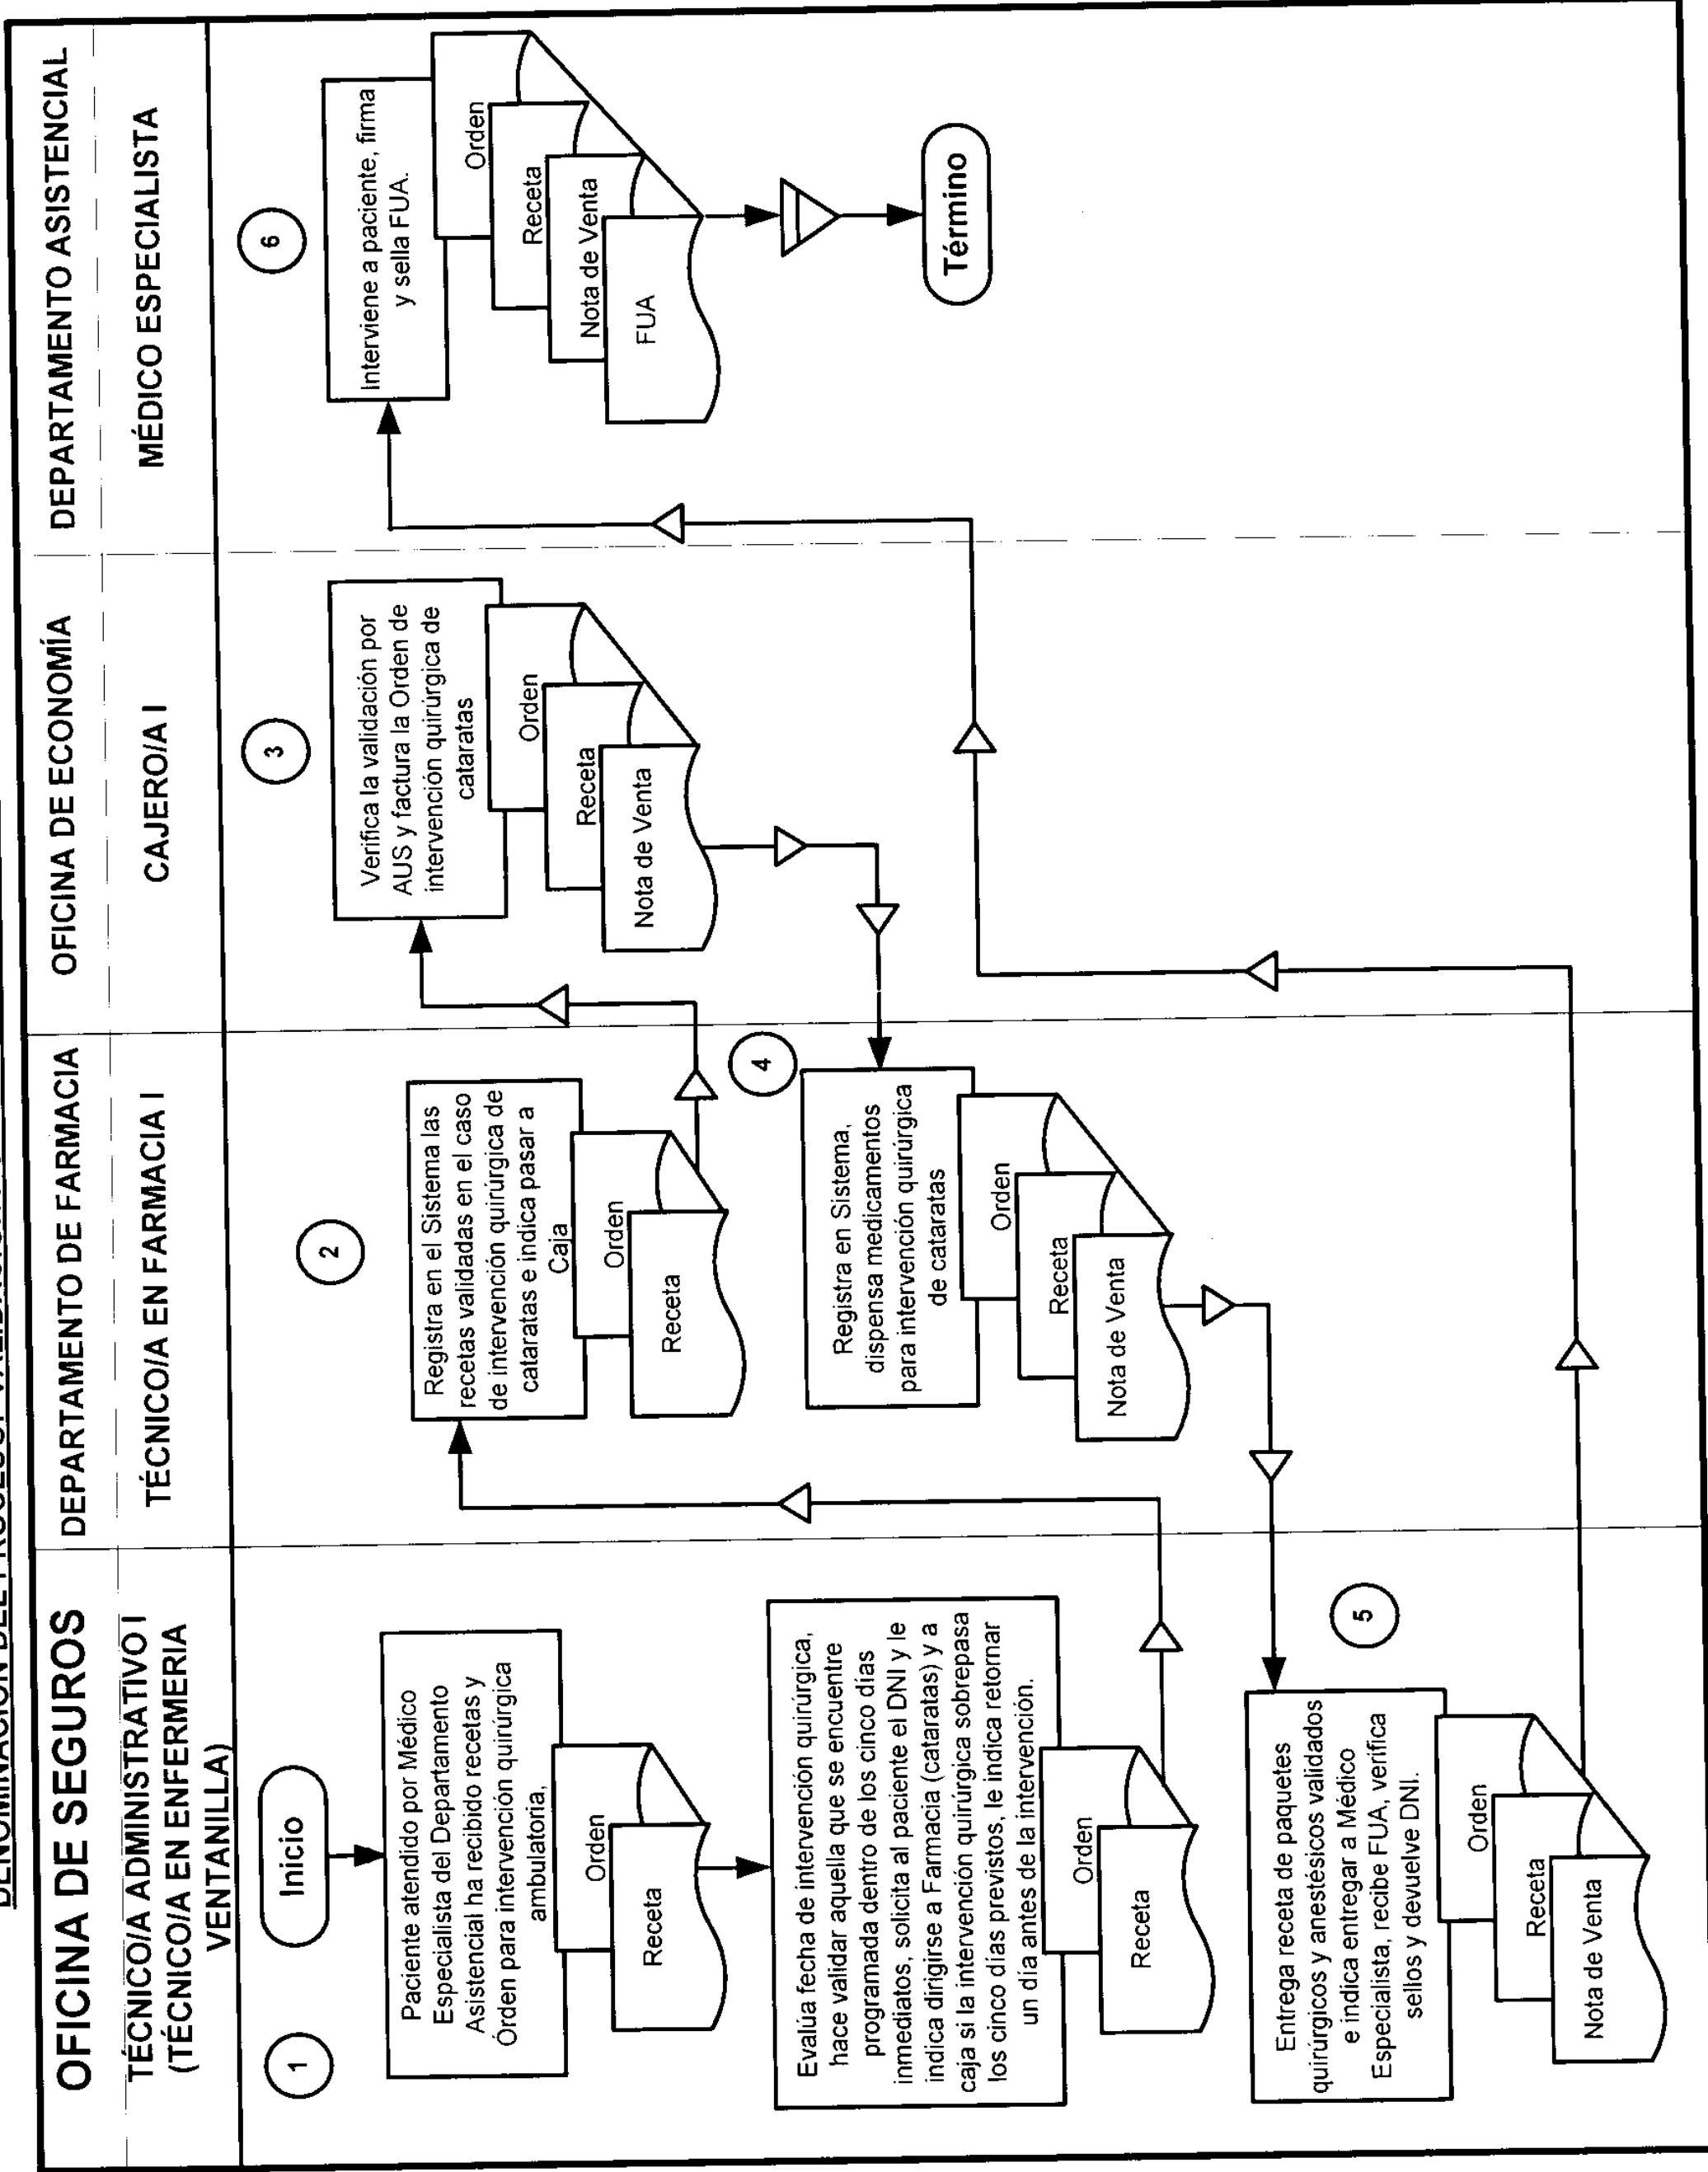 DENOMINACIÓN DEL PROCESO: VALIDACIÓN
OFICINA DE SEGUROS
DEPARTAMENTO DE FARMACIA
OFICINA DE ECONOMÍA
DEPARTAMENTO ASISTENCIAL
TÉCNICO/A ADMINISTRATIVO I
(TÉCNICO/A EN ENFERMERIA
VENTANILLA)
TÉCNICO/A EN FARMACIA I
CAJERO/A I
MÉDICO ESPECIALISTA
1
Inicio
Paciente atendido por Médico
Especialista del Departamento
Asistencial ha recibido recetas y
Órden para intervención quirúrgica
ambulatoria,
Orden
Receta
Evalúa fecha de intervención quirúrgica,
hace validar aquella que se encuentre
programada dentro de los cinco días
inmediatos, solicita al paciente el DNI y le
indica dirigirse a Farmacia (cataratas) y a
caja si la intervención quirúrgica sobrepasa
los cinco días previstos, le indica retornar
un día antes de la intervención.
Orden
Receta
2
Registra en el Sistema las
recetas validadas en el caso
de intervención quirúrgica de
cataratas e indica pasar a
Caja
Orden
Receta
3
Verifica la validación por
AUS y factura la Orden de
intervención quirúrgica de
cataratas
Orden
Receta
Nota de Venta
4
Registra en Sistema,
dispensa medicamentos
para intervención quirúrgica
de cataratas
Orden
Receta
Nota de Venta
5
Entrega receta de paquetes
quirúrgicos y anestésicos validados
e indica entregar a Médico
Especialista, recibe FUA, verifica
sellos y devuelve DNI.
Orden
Receta
Nota de Venta
6
Interviene a paciente, firma
y sella FUA.
Orden
Receta
Nota de Venta
FUA
Término